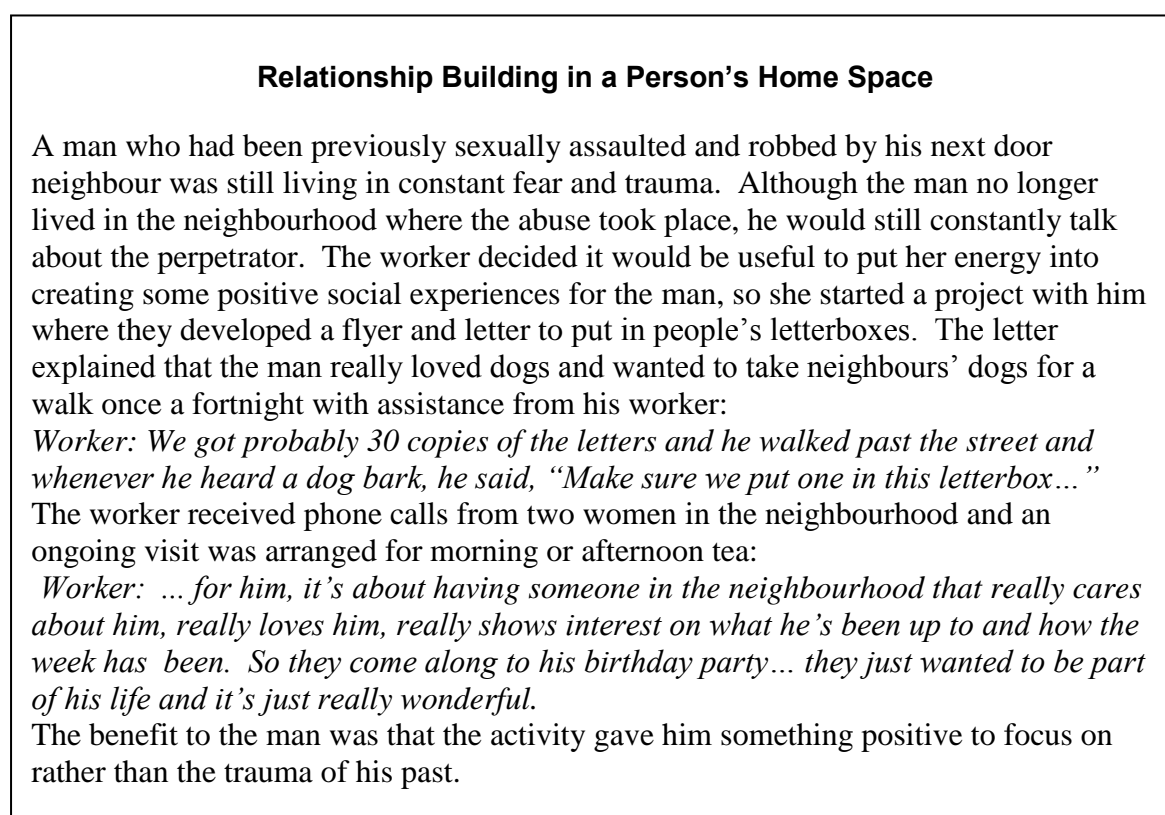 Relationship Building in a Person's Home Space
A man who had been previously sexually assaulted and robbed by his next door
neighbour was still living in constant fear and trauma.  Although the man no longer
lived in the neighbourhood where the abuse took place, he would still constantly talk
about the perpetrator.  The worker decided it would be useful to put her energy into
creating some positive social experiences for the man, so she started a project with him
where they developed a flyer and letter to put in people's letterboxes.  The letter
explained that the man really loved dogs and wanted to take neighbours' dogs for a
walk once a fortnight with assistance from his worker:
Worker: We got probably 30 copies of the letters and he walked past the street and
whenever he heard a dog bark, he said, “Make sure we put one in this letterbox…”
The worker received phone calls from two women in the neighbourhood and an
ongoing visit was arranged for morning or afternoon tea:
Worker:  … for him, it's about having someone in the neighbourhood that really cares
about him, really loves him, really shows interest on what he's been up to and how the
week has  been.  So they come along to his birthday party… they just wanted to be part
of his life and it's just really wonderful.
The benefit to the man was that the activity gave him something positive to focus on
rather than the trauma of his past.